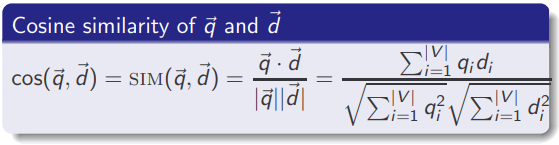 Cosine similarity of q⃗ and d⃗
cos(q⃗, d⃗) = SIM(q⃗, d⃗) = (q⃗ · d⃗) / (|q⃗||d⃗|) = (∑_{i=1}^{|V|} q_i d_i) / (√(∑_{i=1}^{|V|} q_i^2) √(∑_{i=1}^{|V|} d_i^2))